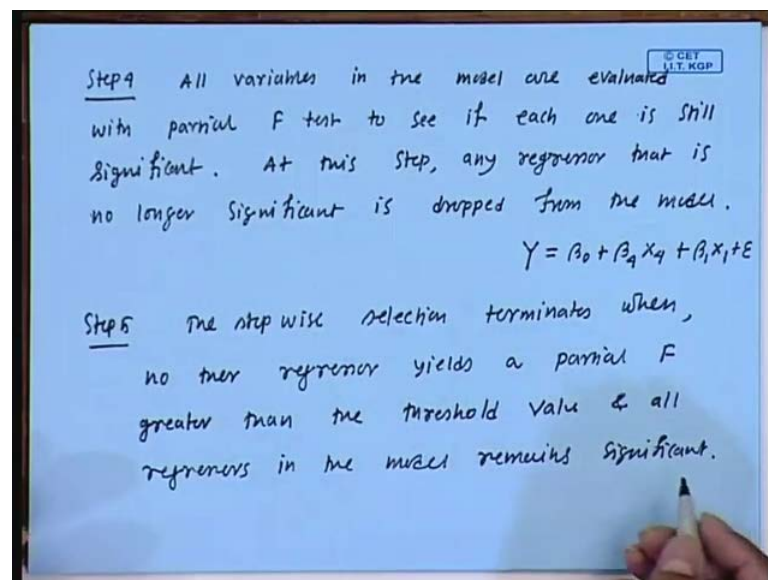 © CET
I.I.T. KGP
Step 4 All variables in the model are evaluated
with partial F test to see if each one is still
significant. At this step, any regressor that is
no longer significant is dropped from the model.
Y = β₀ + β₄ X₄ + β₁ X₁ + ε
Step 5 The step wise selection terminates when,
no other regressor yields a partial F
greater than the threshold value & all
regressors in the model remains significant.